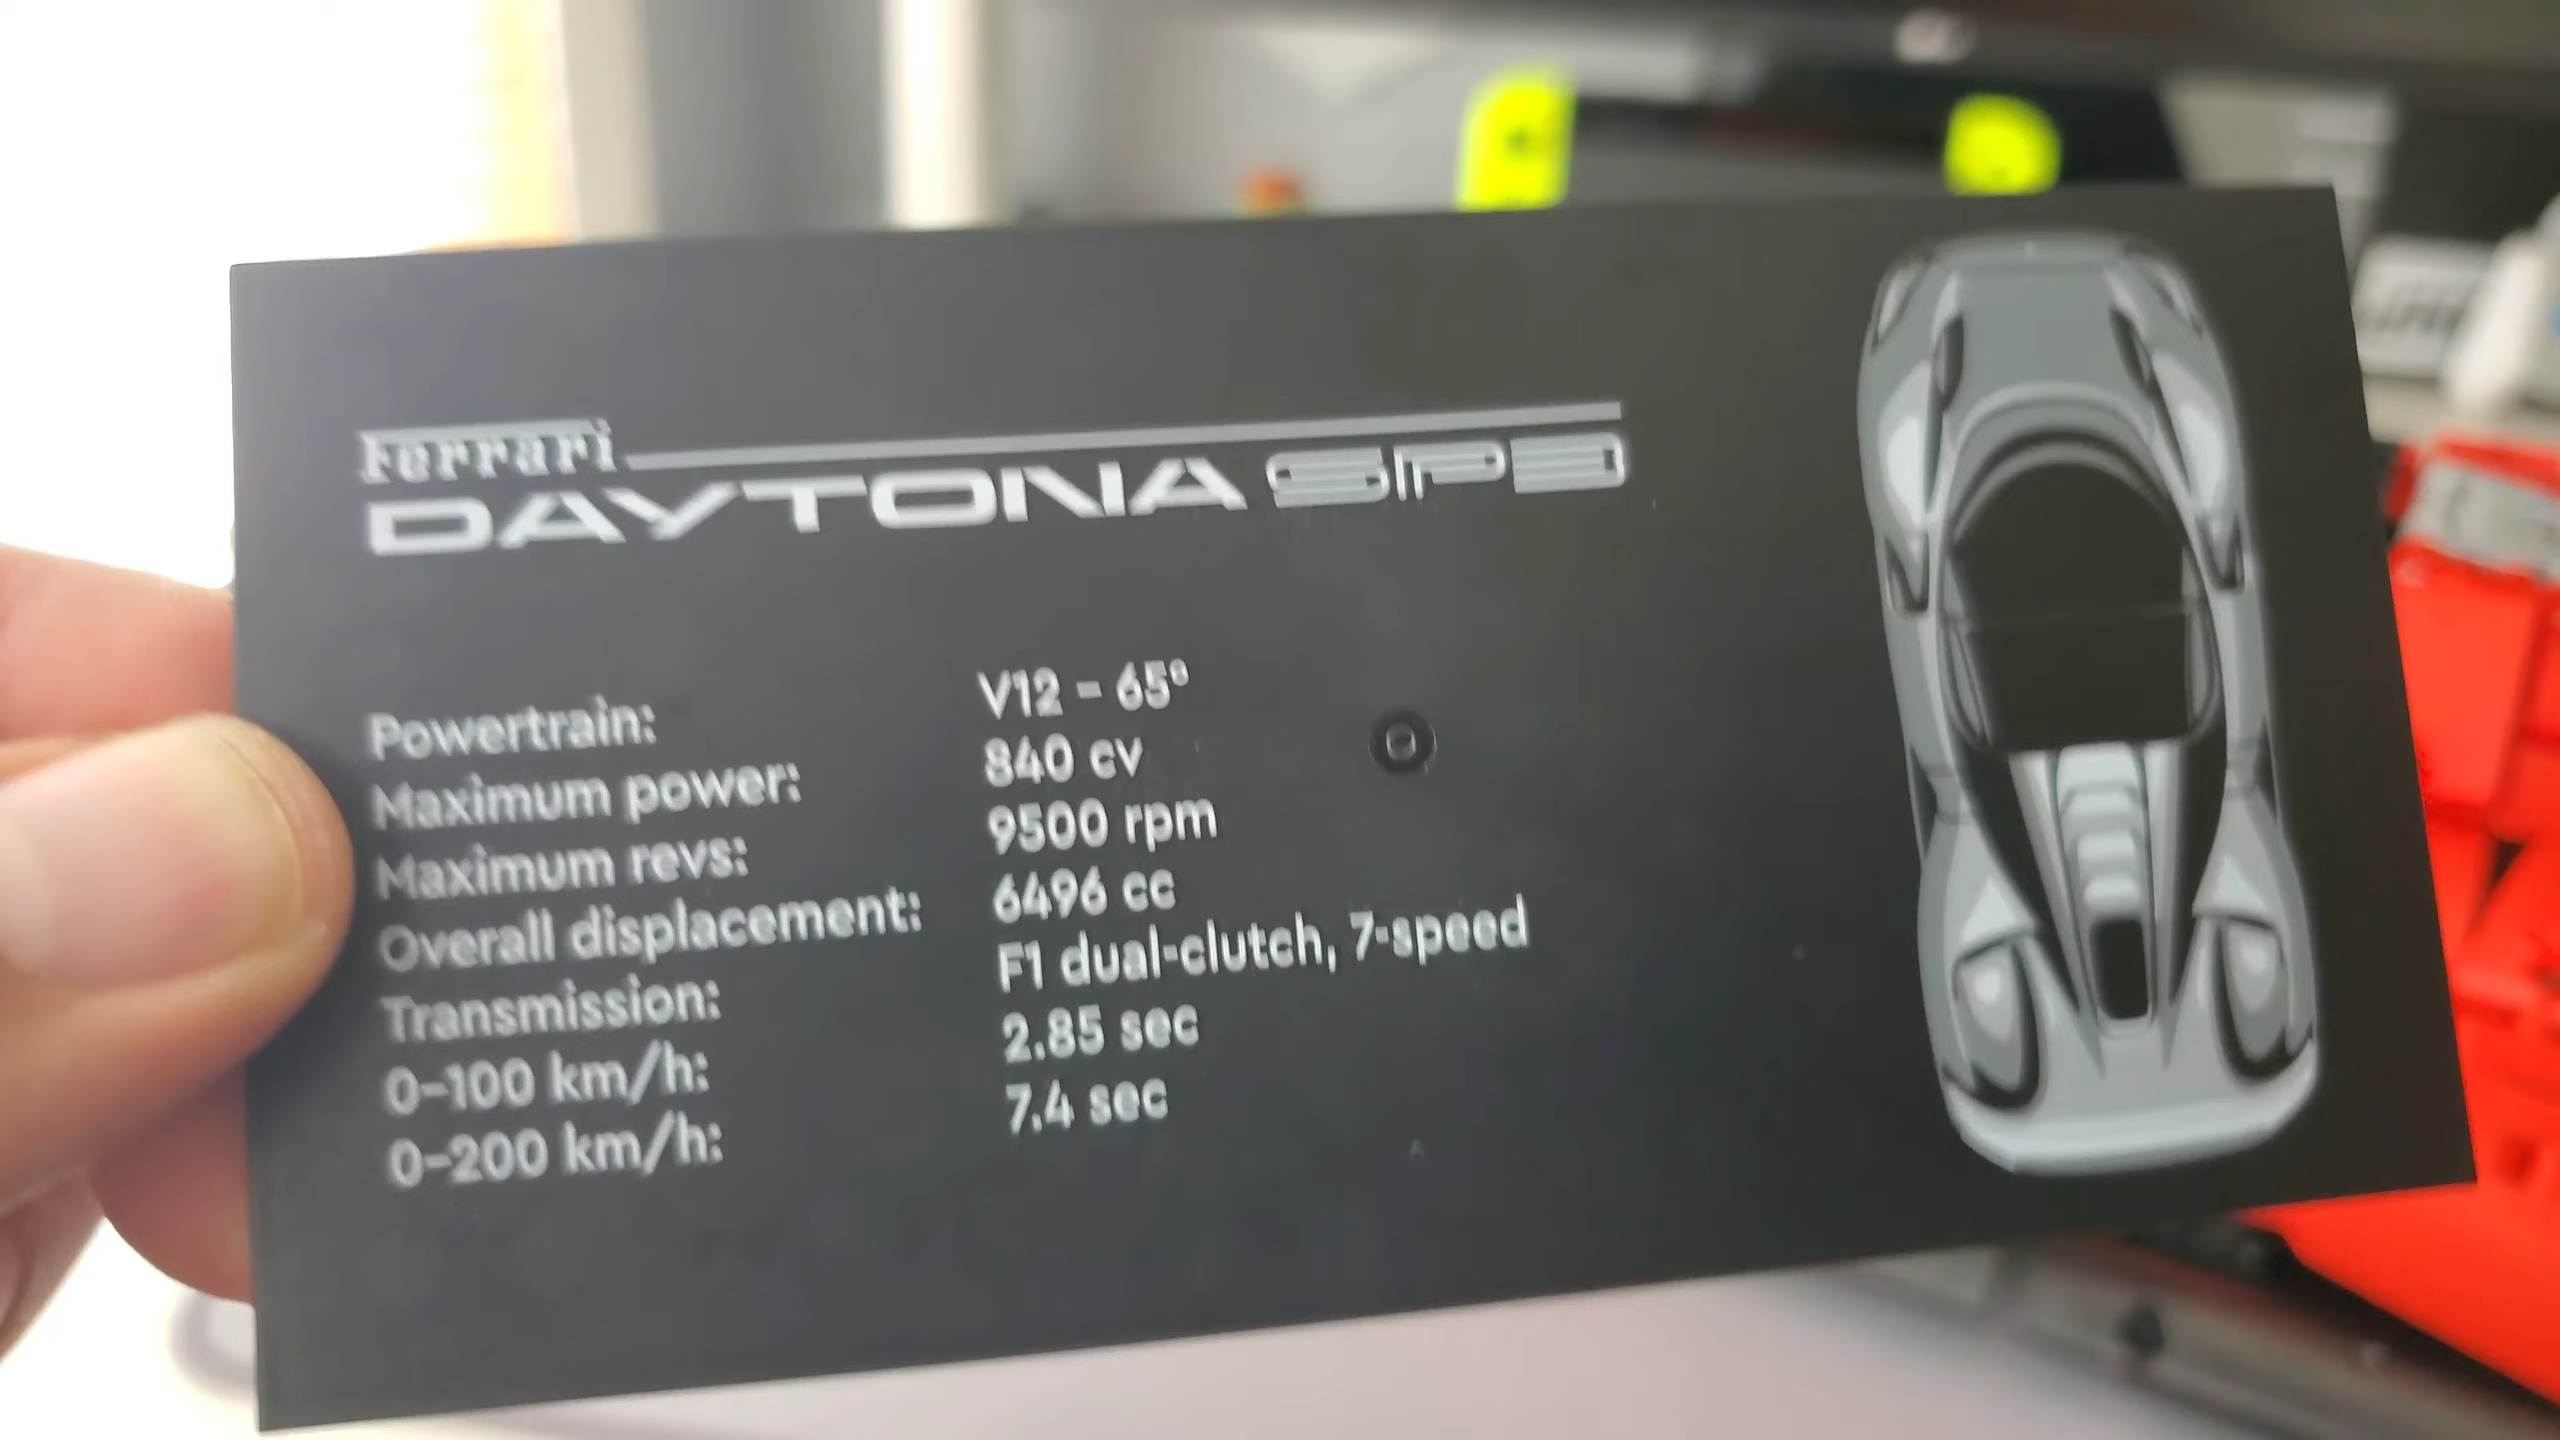 Ferrari
DAYTONA SP3
Powertrain: V12 – 65º
Maximum power: 840 cv
Maximum revs: 9500 rpm
Overall displacement: 6496 cc
Transmission: F1 dual-clutch, 7-speed
0–100 km/h: 2.85 sec
0–200 km/h: 7.4 sec